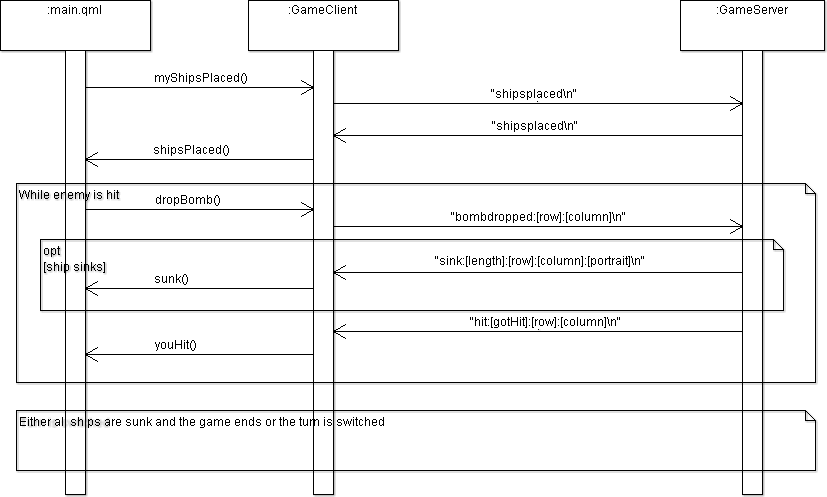 :main.qml
:GameClient
:GameServer
myShipsPlaced()
"shipsplaced\n"
"shipsplaced\n"
shipsPlaced()
While enemy is hit
dropBomb()
"bombdropped:[row]:[column]\n"
opt
[ship sinks]
"sink:[length]:[row]:[column]:[portrait]\n"
sunk()
"hit:[gotHit]:[row]:[column]\n"
youHit()
Either all ships are sunk and the game ends or the turn is switched